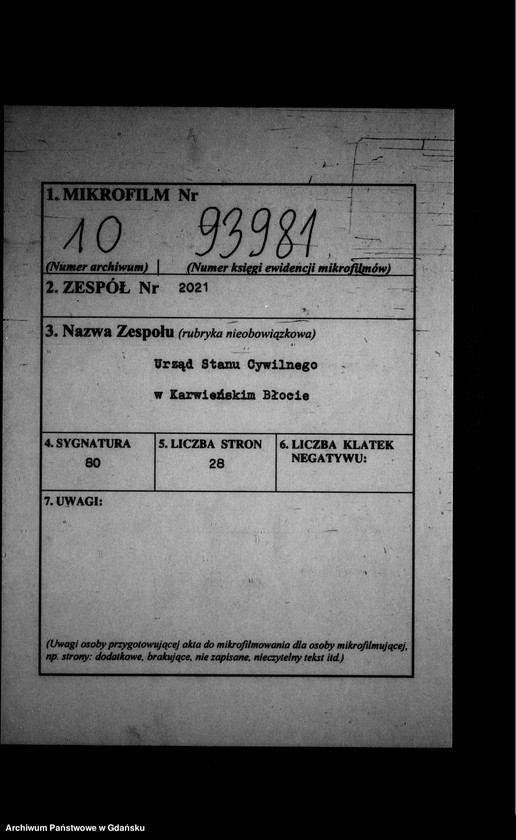 1. MIKROFILM Nr
10 93981
(Numer archiwum) (Numer księgi ewidencji mikrofilmów)
2. ZESPÓŁ Nr 2021
3. Nazwa Zespołu (rubryka nieobowiązkowa)
Urząd Stanu Cywilnego
w Karwieńskim Błocie
4. SYGNATURA 5. LICZBA STRON 6. LICZBA KLATEK
NEGATYWU:
80 28
7. UWAGI:
(Uwagi osoby przygotowującej akta do mikrofilmowania dla osoby mikrofilmującej,
np. strony: dodatkowe, brakujące, nie zapisane, nieczytelny tekst itd.)
Archiwum Państwowe w Gdańsku